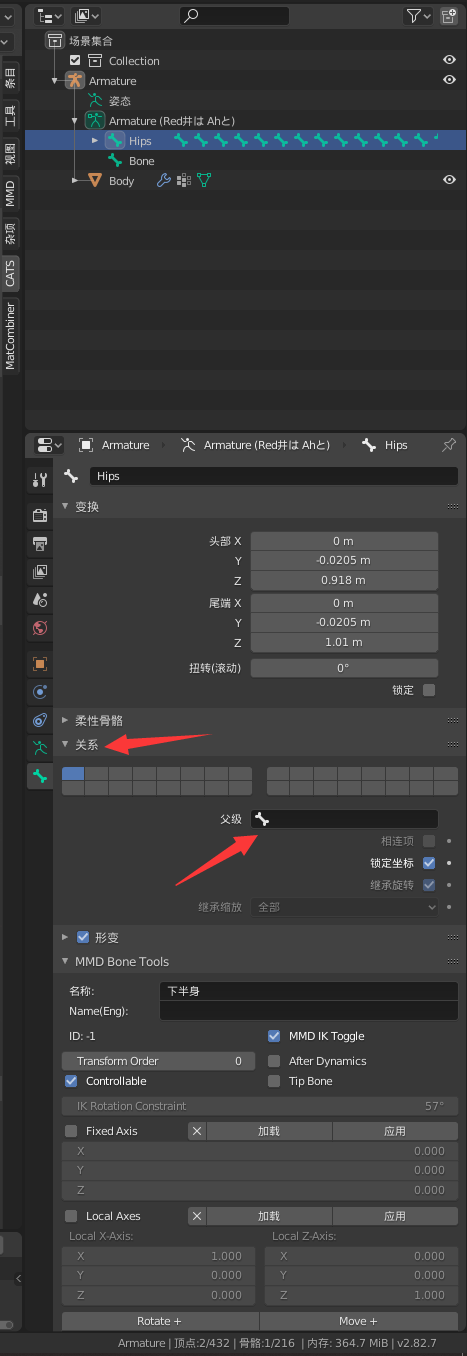 场景集合
Collection
Armature
姿态
Armature (Red井は Ahと)
Hips
Bone
Body
条目
工具
视图
MMD
杂项
CATS
MatCombiner
Armature Armature (Red井は Ahと) Hips
Hips
变换
头部 X 0 m
Y -0.0205 m
Z 0.918 m
尾端 X 0 m
Y -0.0205 m
Z 1.01 m
扭转(滚动) 0°
锁定
柔性骨骼
关系
父级
相连项
锁定坐标
继承旋转
继承缩放 全部
形变
MMD Bone Tools
名称: 下半身
Name(Eng):
ID: -1 MMD IK Toggle
Transform Order 0 After Dynamics
Controllable Tip Bone
IK Rotation Constraint 57°
Fixed Axis 加载 应用
X 0.000
Y 0.000
Z 0.000
Local Axes 加载 应用
Local X-Axis: Local Z-Axis:
X 1.000 X 0.000
Y 0.000 Y 0.000
Z 0.000 Z 1.000
Rotate + Move +
Armature | 顶点:2/432 | 骨骼:1/216 | 内存: 364.7 MiB | v2.82.7